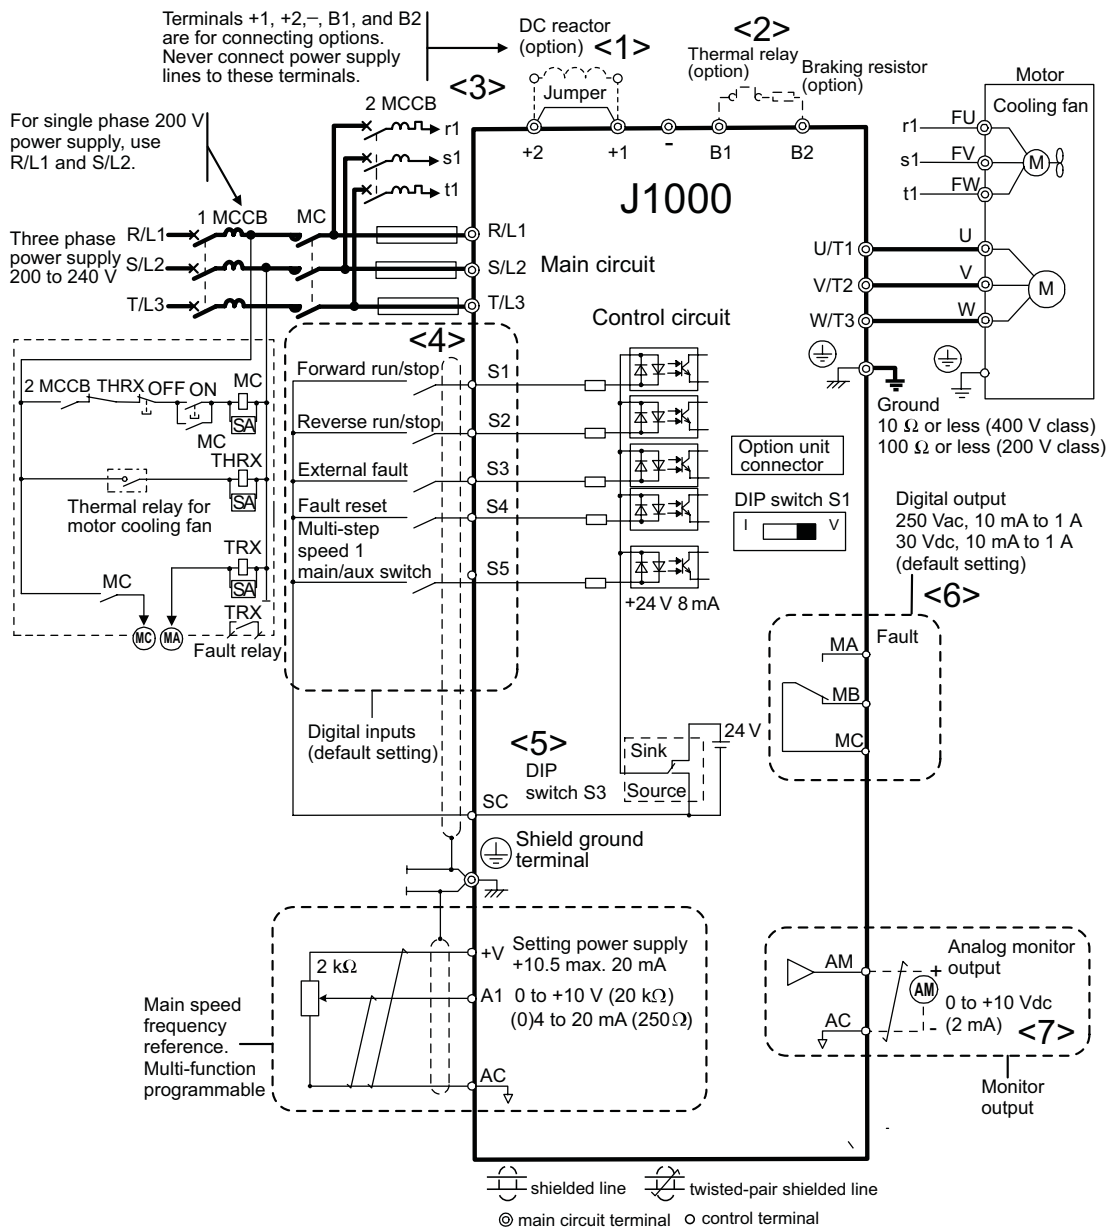 Terminals +1, +2,–, B1, and B2
are for connecting options.
Never connect power supply
lines to these terminals.
DC reactor
(option)
<1>
Jumper
<2>
Thermal relay
(option)
Braking resistor
(option)
Motor
Cooling fan
r1
FU
s1
FV
t1
FW
M
<3>
2 MCCB
r1
s1
t1
For single phase 200 V
power supply, use
R/L1 and S/L2.
+2
+1
-
B1
B2
J1000
1 MCCB
MC
Three phase
power supply
200 to 240 V
R/L1
S/L2
T/L3
R/L1
S/L2
T/L3
Main circuit
Control circuit
U/T1
V/T2
W/T3
U
V
W
M
Ground
10 Ω or less (400 V class)
100 Ω or less (200 V class)
2 MCCB
THRX
OFF
ON
MC
SA
MC
THRX
SA
Thermal relay for
motor cooling fan
TRX
SA
MC
TRX
MC
MA
Fault relay
<4>
Forward run/stop
S1
Reverse run/stop
S2
External fault
S3
Fault reset
S4
Multi-step
speed 1
main/aux switch
S5
+24 V 8 mA
Digital inputs
(default setting)
Option unit
connector
DIP switch S1
I
V
Digital output
250 Vac, 10 mA to 1 A
30 Vdc, 10 mA to 1 A
(default setting)
<6>
Fault
MA
MB
MC
<5>
DIP
switch S3
Sink
Source
24 V
SC
Shield ground
terminal
Main speed
frequency
reference.
Multi-function
programmable
2 kΩ
+V
Setting power supply
+10.5 max. 20 mA
A1
0 to +10 V (20 kΩ)
(0)4 to 20 mA (250Ω)
AC
AM
AC
+
AM
-
Analog monitor
output
0 to +10 Vdc
(2 mA)
<7>
Monitor
output
shielded line
twisted-pair shielded line
main circuit terminal
control terminal